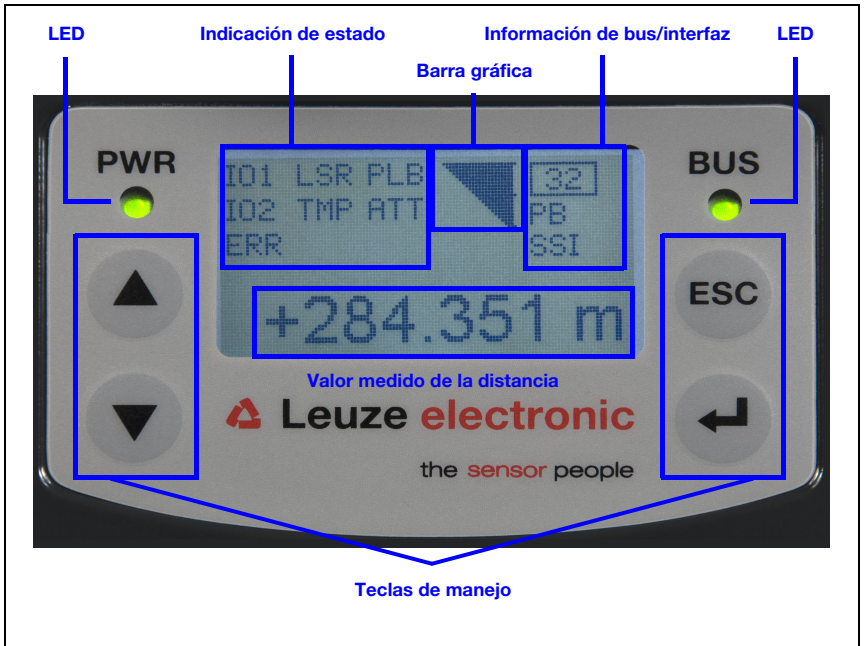 LED Indicación de estado Información de bus/interfaz LED
Barra gráfica
PWR BUS
IO1 LSR PLB 32
IO2 TMP ATT PB
ERR SSI
ESC
+284.351 m
Valor medido de la distancia
Leuze electronic
the sensor people
Teclas de manejo